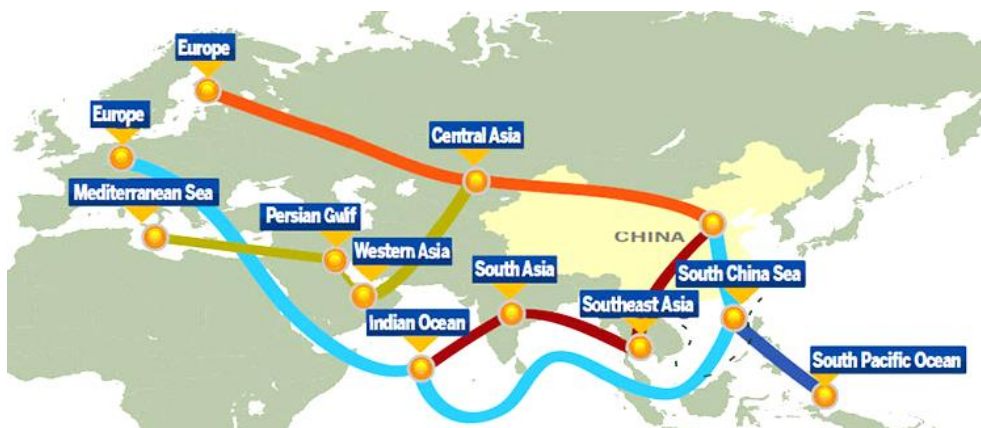 Europe
Europe
Central Asia
Mediterranean Sea
Persian Gulf
CHINA
Western Asia
South Asia
South China Sea
Southeast Asia
Indian Ocean
South Pacific Ocean